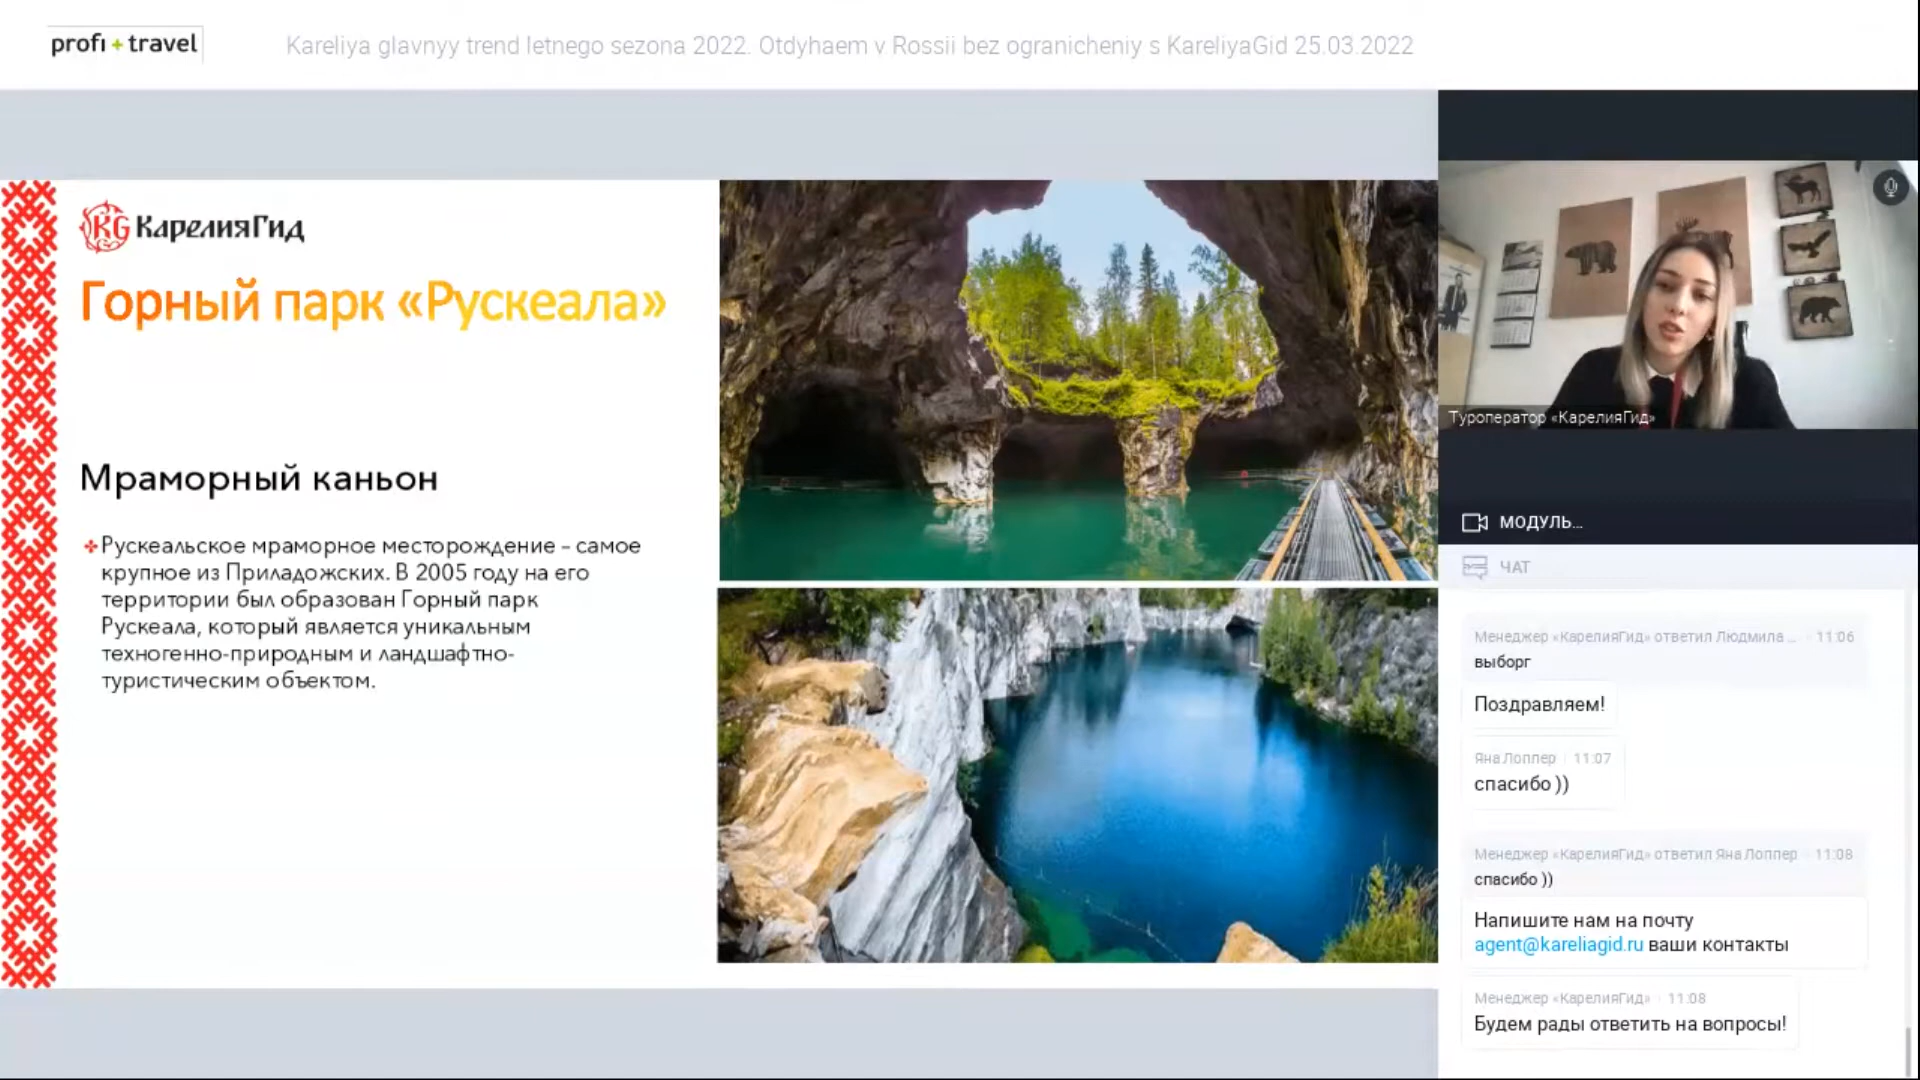 profi + travel
Kareliya glavnyy trend letnego sezona 2022. Otdyhaem v Rossii bez ogranicheniy s KareliyaGid 25.03.2022
KG КарелияГид
Горный парк «Рускеала»
Мраморный каньон
Рускеальское мраморное месторождение – самое
крупное из Приладожских. В 2005 году на его
территории был образован Горный парк
Рускеала, который является уникальным
техногенно-природным и ландшафтно-
туристическим объектом.
Туроператор «КарелияГид»
МОДУЛЬ...
ЧАТ
Менеджер «КарелияГид» ответил Людмила ... 11:06
выборг
Поздравляем!
Яна Лоппер 11:07
спасибо ))
Менеджер «КарелияГид» ответил Яна Лоппер 11:08
спасибо ))
Напишите нам на почту
agent@kareliagid.ru ваши контакты
Менеджер «КарелияГид» 11:08
Будем рады ответить на вопросы!